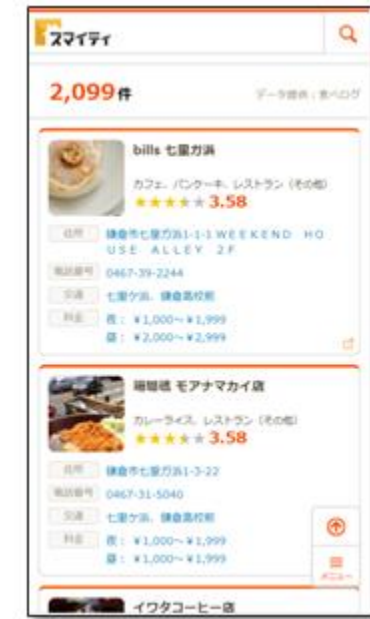 スマイティ
2,099件
データ提供：食べログ
bills 七里ガ浜
カフェ、パンケーキ、レストラン（その他）
★★★★★ 3.58
住所 鎌倉市七里ガ浜1-1-1 WEEKEND HO
USE ALLEY 2F
電話番号 0467-39-2244
交通 七里ケ浜、鎌倉高校前
料金 夜： ¥1,000～¥1,999
昼： ¥2,000～¥2,999
珊瑚礁 モアナマカイ店
カレーライス、レストラン（その他）
★★★★★ 3.58
住所 鎌倉市七里ガ浜1-3-22
電話番号 0467-31-5040
交通 七里ケ浜、鎌倉高校前
料金 夜： ¥1,000～¥1,999
昼： ¥1,000～¥1,999
メニュー
イワタコーヒー店